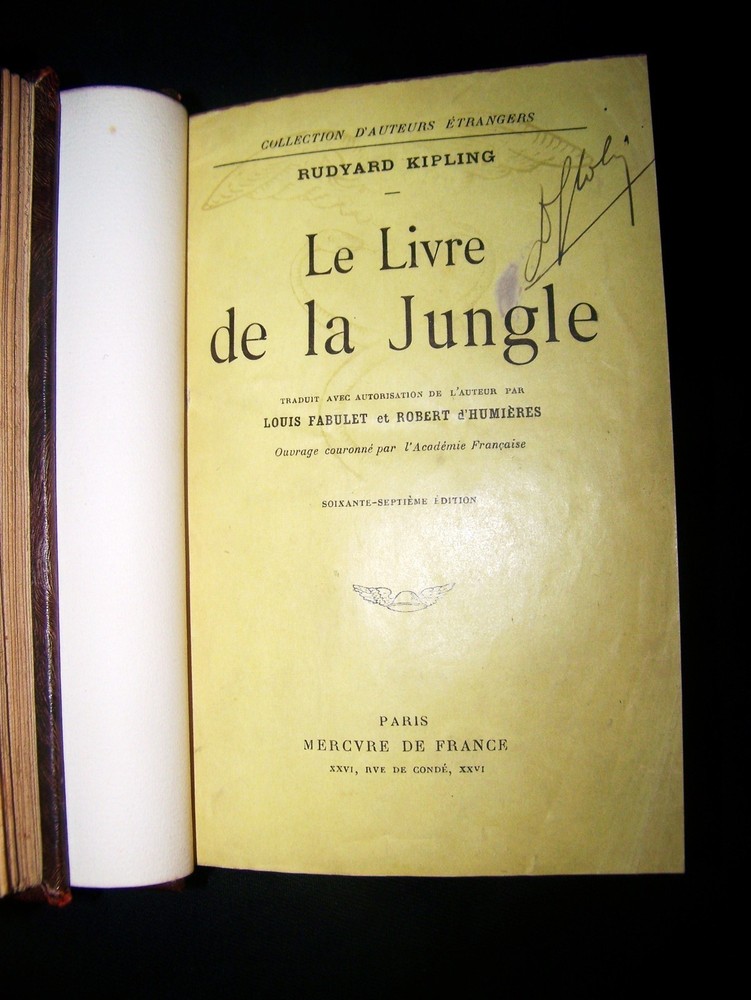 COLLECTION D'AUTEURS ÉTRANGERS
RUDYARD KIPLING
Le Livre
de la Jungle
TRADUIT AVEC AUTORISATION DE L'AUTEUR PAR
LOUIS FABULET et ROBERT d'HUMIÈRES
Ouvrage couronné par l'Académie Française
SOIXANTE-SEPTIÈME ÉDITION
PARIS
MERCVRE DE FRANCE
XXVI, RVE DE CONDÉ, XXVI